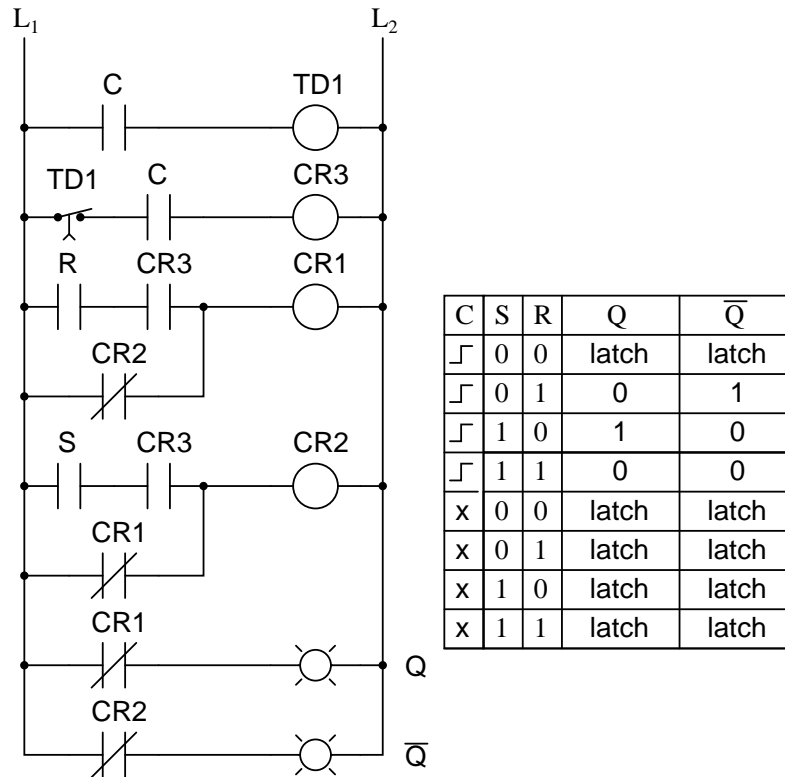 L1 L2
C TD1
TD1 C CR3
R CR3 CR1
CR2
S CR3 CR2
CR1
CR1
Q
CR2
Q̅
C S R Q Q̅
0 0 latch latch
0 1 0 1
1 0 1 0
1 1 0 0
x 0 0 latch latch
x 0 1 latch latch
x 1 0 latch latch
x 1 1 latch latch